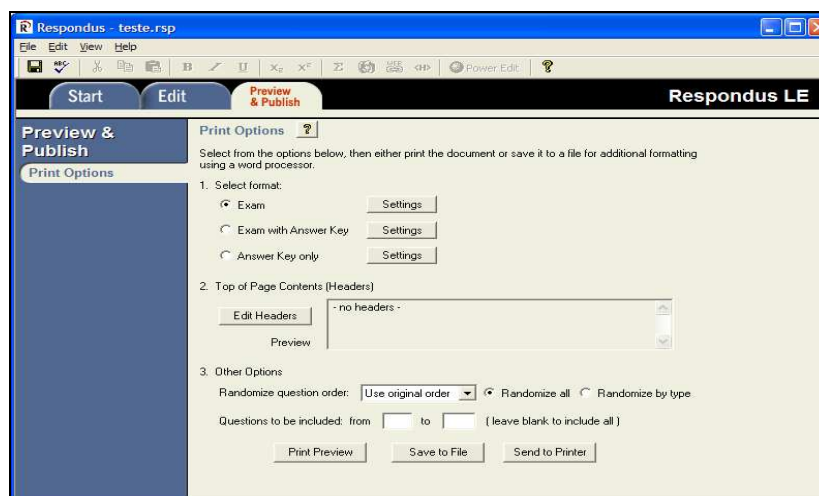 Respondus - teste.rsp
File Edit View Help
ABC B I U X₂ X² Σ Power Edit ?
Start Edit Preview & Publish Respondus LE
Preview & Publish
Print Options
Print Options ?
Select from the options below, then either print the document or save it to a file for additional formatting
using a word processor.
1. Select format:
Exam Settings
Exam with Answer Key Settings
Answer Key only Settings
2. Top of Page Contents (Headers)
Edit Headers - no headers -
Preview
3. Other Options
Randomize question order: Use original order Randomize all Randomize by type
Questions to be included: from to ( leave blank to include all )
Print Preview Save to File Send to Printer